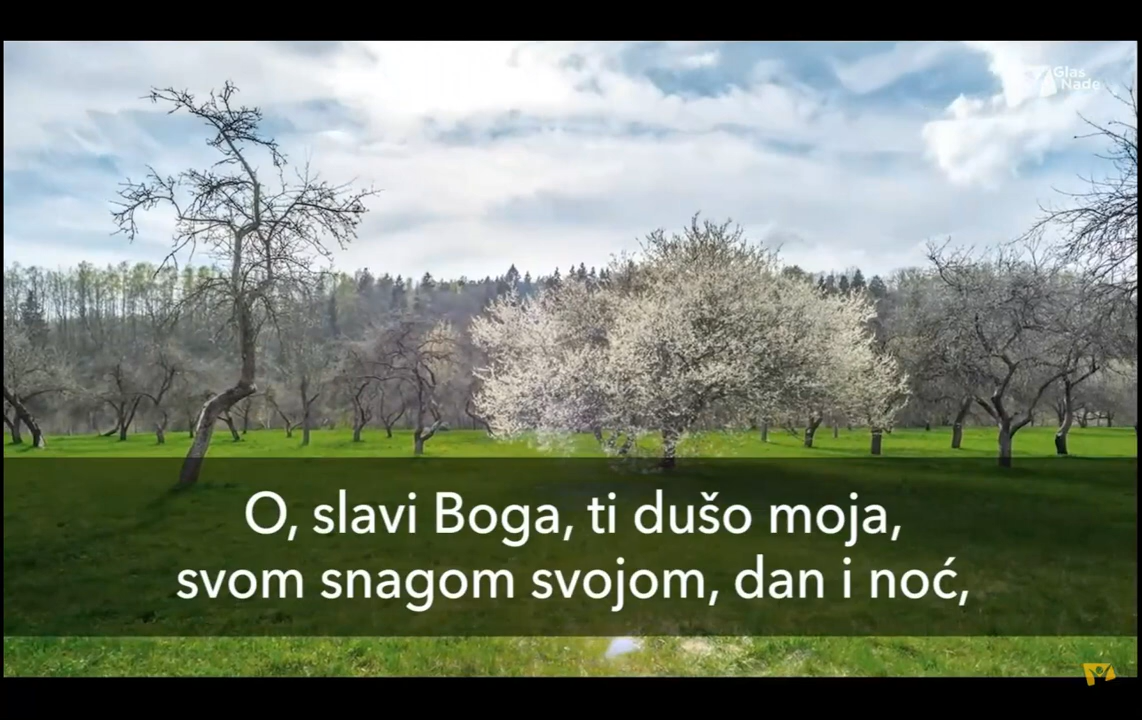 Glas
Nade
O, slavi Boga, ti dušo moja,
svom snagom svojom, dan i noć,